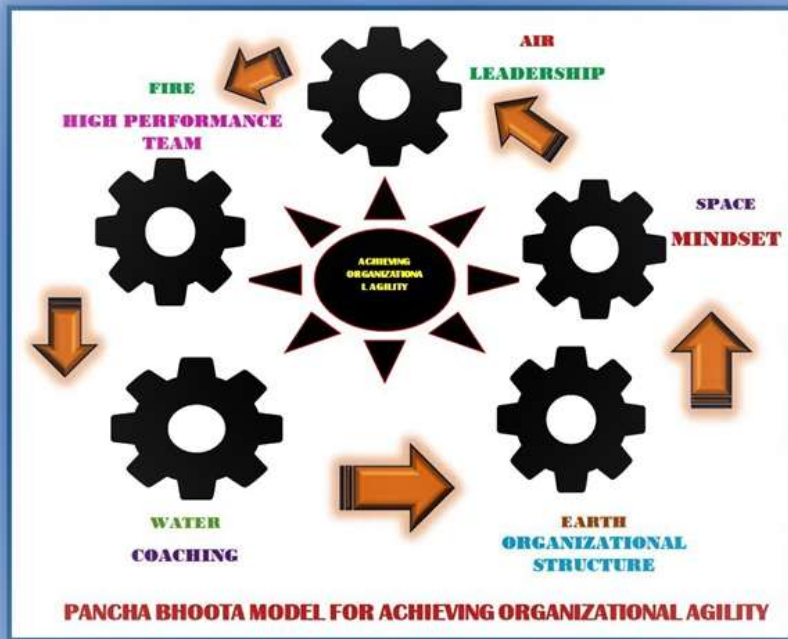 AIR
LEADERSHIP
FIRE
HIGH PERFORMANCE
TEAM
SPACE
MINDSET
ACHIEVING
ORGANIZATIONA
L AGILITY
WATER
COACHING
EARTH
ORGANIZATIONAL
STRUCTURE
PANCHA BHOOTA MODEL FOR ACHIEVING ORGANIZATIONAL AGILITY